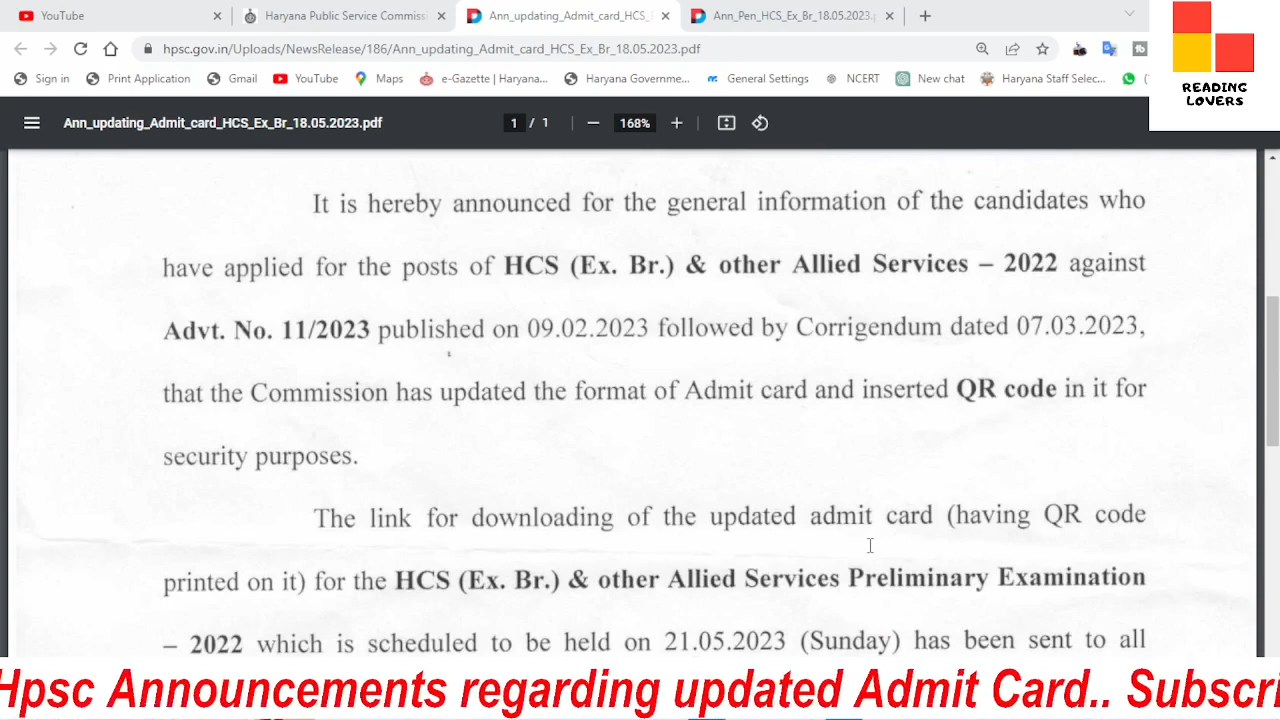 YouTube
Haryana Public Service Commissi
Ann_updating_Admit_card_HCS_
Ann_Pen_HCS_Ex_Br_18.05.2023.p
hpsc.gov.in/Uploads/NewsRelease/186/Ann_updating_Admit_card_HCS_Ex_Br_18.05.2023.pdf
Sign in
Print Application
Gmail
YouTube
Maps
e-Gazette | Haryana...
Haryana Governme...
General Settings
NCERT
New chat
Haryana Staff Selec...
READING
LOVERS
Ann_updating_Admit_card_HCS_Ex_Br_18.05.2023.pdf
1 / 1
168%
It is hereby announced for the general information of the candidates who
have applied for the posts of HCS (Ex. Br.) & other Allied Services – 2022 against
Advt. No. 11/2023 published on 09.02.2023 followed by Corrigendum dated 07.03.2023,
that the Commission has updated the format of Admit card and inserted QR code in it for
security purposes.
The link for downloading of the updated admit card (having QR code
printed on it) for the HCS (Ex. Br.) & other Allied Services Preliminary Examination
– 2022 which is scheduled to be held on 21.05.2023 (Sunday) has been sent to all
Hpsc Announcements regarding updated Admit Card.. Subscri